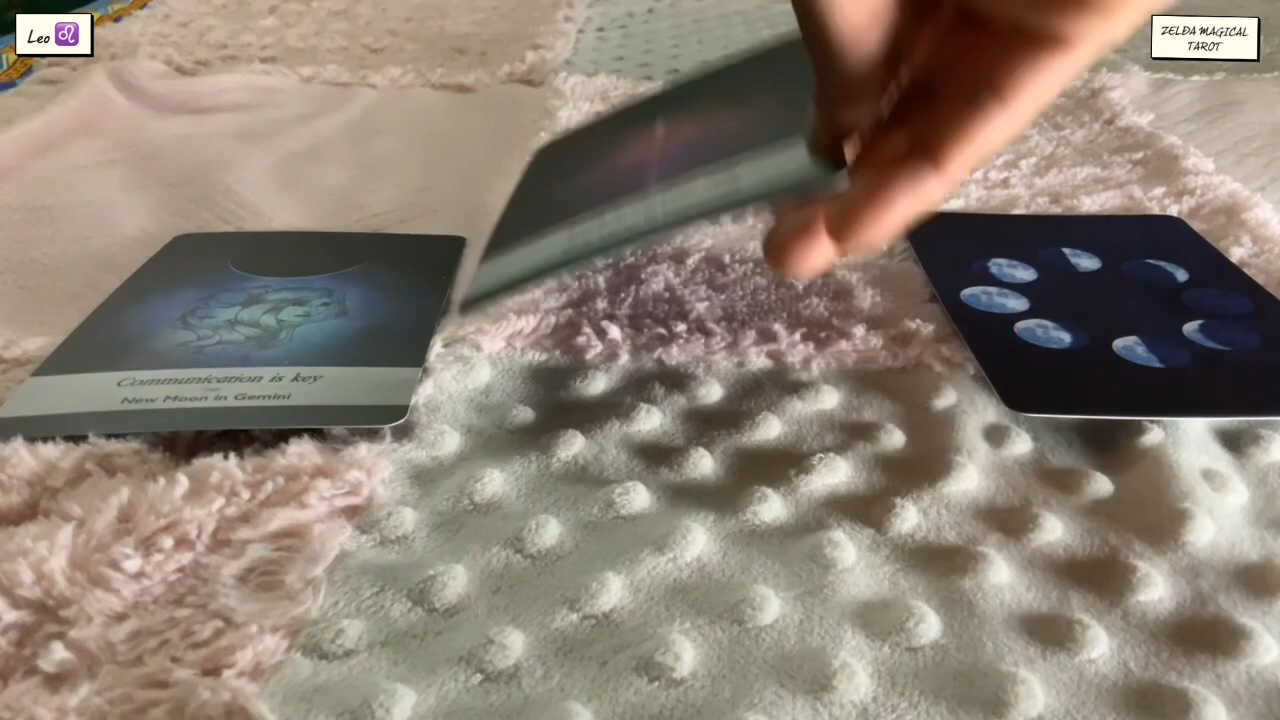 Leo ♌
ZELDA MAGICAL
TAROT
Communication is key
New Moon in Gemini